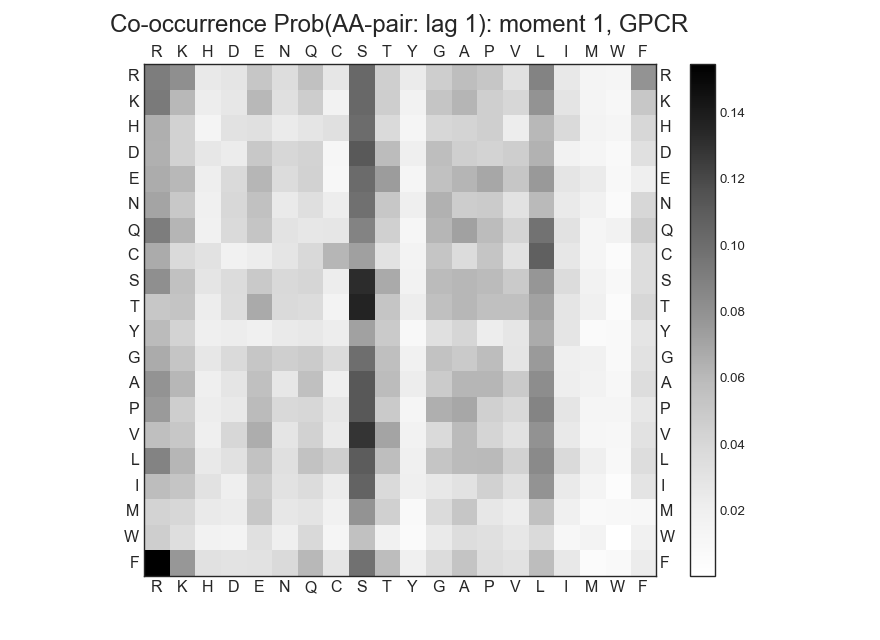 Co-occurrence Prob(AA-pair: lag 1): moment 1, GPCR
R K H D E N Q C S T Y G A P V L I M W F
R R
K K
H H
D D
E E
N N
Q Q
C C
S S
T T
Y Y
G G
A A
P P
V V
L L
I I
M M
W W
F F
R K H D E N Q C S T Y G A P V L I M W F
0.14
0.12
0.10
0.08
0.06
0.04
0.02